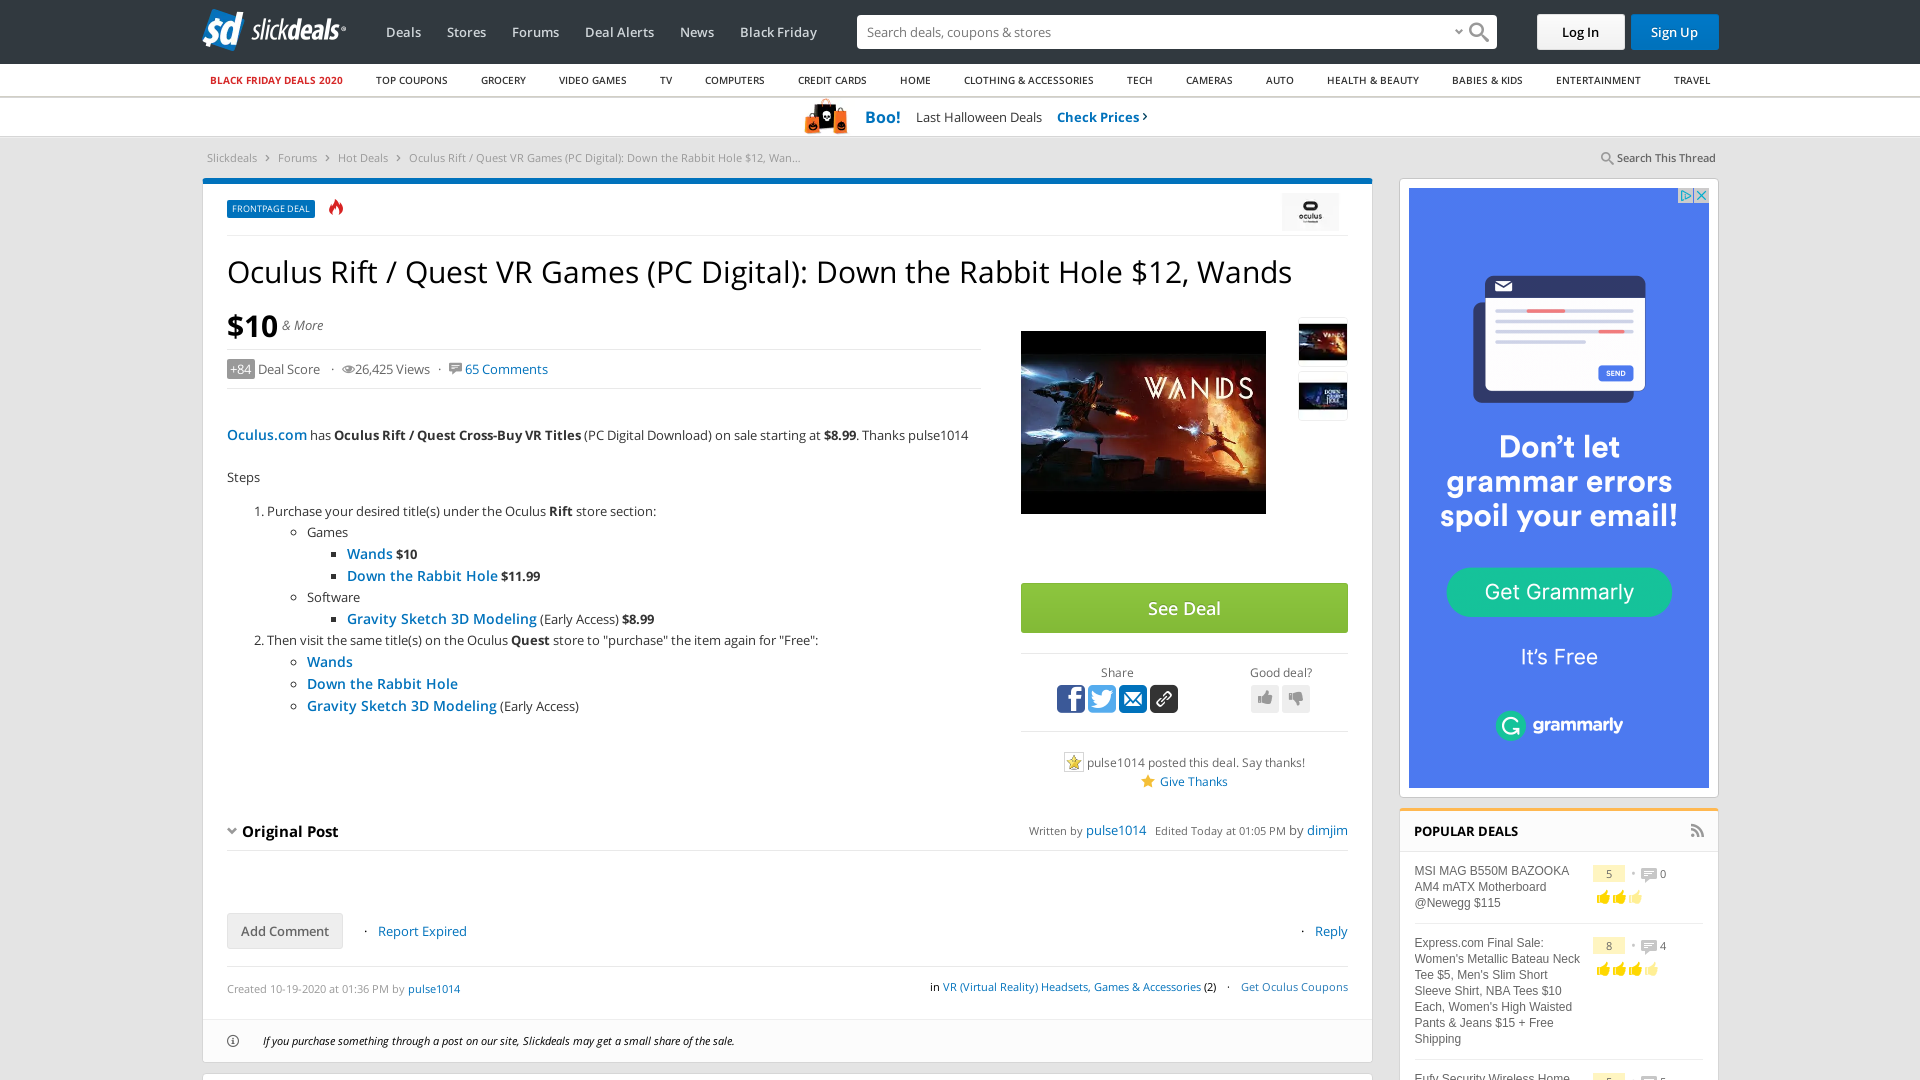 sd slickdeals
Deals
Stores
Forums
Deal Alerts
News
Black Friday
Search deals, coupons & stores
Log In
Sign Up
BLACK FRIDAY DEALS 2020
TOP COUPONS
GROCERY
VIDEO GAMES
TV
COMPUTERS
CREDIT CARDS
HOME
CLOTHING & ACCESSORIES
TECH
CAMERAS
AUTO
HEALTH & BEAUTY
BABIES & KIDS
ENTERTAINMENT
TRAVEL
Boo! Last Halloween Deals Check Prices
Slickdeals > Forums > Hot Deals > Oculus Rift / Quest VR Games (PC Digital): Down the Rabbit Hole $12, Wan...
Search This Thread
FRONTPAGE DEAL
oculus
Oculus Rift / Quest VR Games (PC Digital): Down the Rabbit Hole $12, Wands
$10 & More
+84 Deal Score · 26,425 Views · 65 Comments
Oculus.com has Oculus Rift / Quest Cross-Buy VR Titles (PC Digital Download) on sale starting at $8.99. Thanks pulse1014
Steps
1. Purchase your desired title(s) under the Oculus Rift store section:
Games
Wands $10
Down the Rabbit Hole $11.99
Software
Gravity Sketch 3D Modeling (Early Access) $8.99
2. Then visit the same title(s) on the Oculus Quest store to "purchase" the item again for "Free":
Wands
Down the Rabbit Hole
Gravity Sketch 3D Modeling (Early Access)
WANDS
WANDS
See Deal
Share
Good deal?
pulse1014 posted this deal. Say thanks!
Give Thanks
Original Post
Written by pulse1014 Edited Today at 01:05 PM by dimjim
Add Comment
· Report Expired
· Reply
Created 10-19-2020 at 01:36 PM by pulse1014
in VR (Virtual Reality) Headsets, Games & Accessories (2) · Get Oculus Coupons
If you purchase something through a post on our site, Slickdeals may get a small share of the sale.
SEND
Don't let
grammar errors
spoil your email!
Get Grammarly
It's Free
grammarly
POPULAR DEALS
MSI MAG B550M BAZOOKA
AM4 mATX Motherboard
@Newegg $115
5 • 0
Express.com Final Sale:
Women's Metallic Bateau Neck
Tee $5, Men's Slim Short
Sleeve Shirt, NBA Tees $10
Each, Women's High Waisted
Pants & Jeans $15 + Free
Shipping
8 • 4
Eufy Security Wireless Home
5 • 5